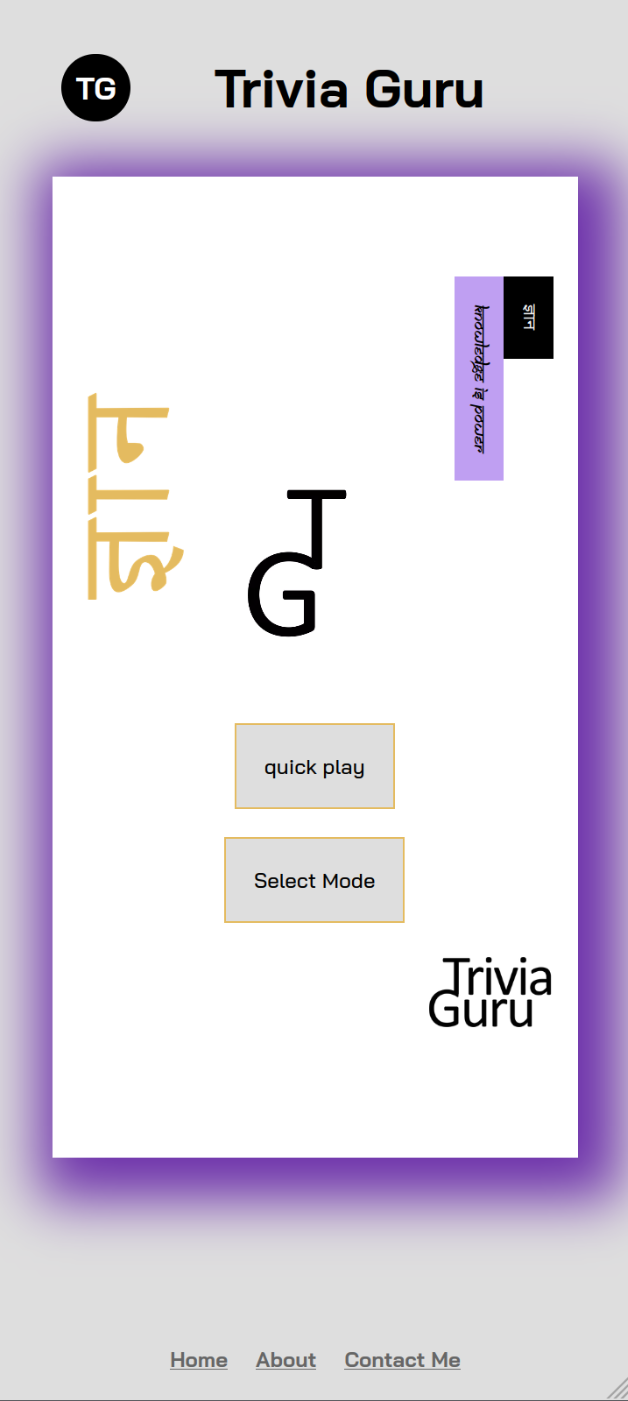 TG
Trivia Guru
ज्ञान
knowledge is power
ज्ञान
TG
quick play
Select Mode
Trivia
Guru
Home About Contact Me